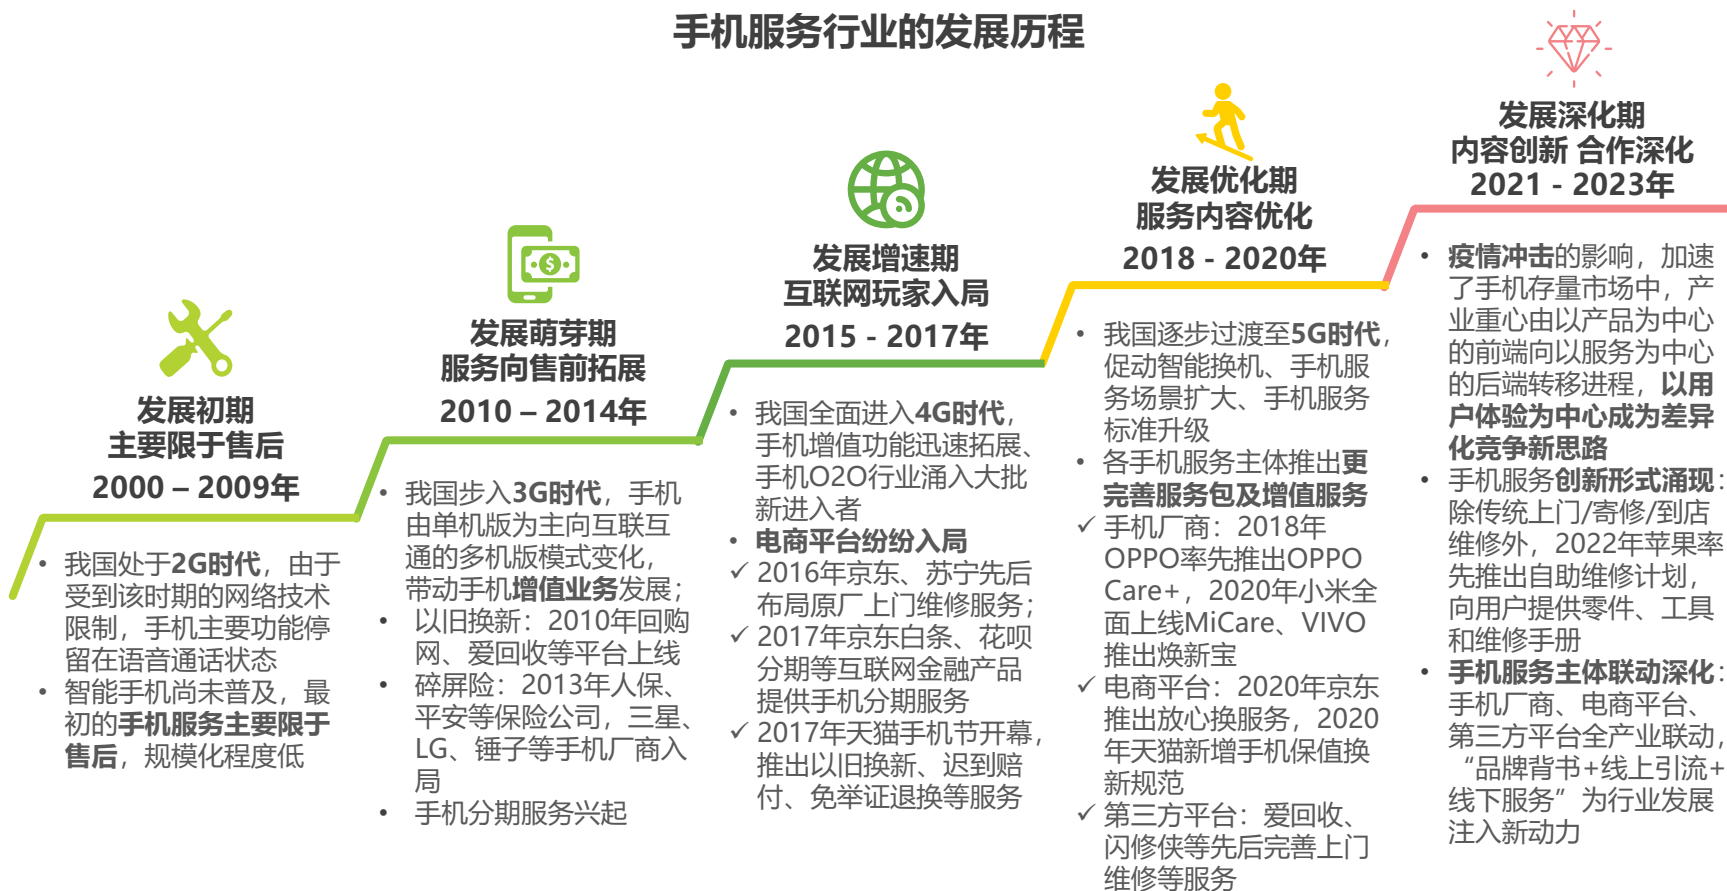 手机服务行业的发展历程
发展初期
主要限于售后
2000 – 2009年
• 我国处于2G时代，由于
受到该时期的网络技术
限制，手机主要功能停
留在语音通话状态
• 智能手机尚未普及，最
初的手机服务主要限于
售后，规模化程度低
发展萌芽期
服务向售前拓展
2010 – 2014年
• 我国步入3G时代，手机
由单机版为主向互联互
通的多机版模式变化，
带动手机增值业务发展；
• 以旧换新：2010年回购
网、爱回收等平台上线
• 碎屏险：2013年人保、
平安等保险公司，三星、
LG、锤子等手机厂商入
局
• 手机分期服务兴起
发展增速期
互联网玩家入局
2015 - 2017年
• 我国全面进入4G时代，
手机增值功能迅速拓展、
手机O2O行业涌入大批
新进入者
• 电商平台纷纷入局
✓ 2016年京东、苏宁先后
布局原厂上门维修服务；
✓ 2017年京东白条、花呗
分期等互联网金融产品
提供手机分期服务
✓ 2017年天猫手机节开幕，
推出以旧换新、迟到赔
付、免举证退换等服务
发展优化期
服务内容优化
2018 - 2020年
• 我国逐步过渡至5G时代，
促动智能换机、手机服
务场景扩大、手机服务
标准升级
• 各手机服务主体推出更
完善服务包及增值服务
✓ 手机厂商：2018年
OPPO率先推出OPPO
Care+，2020年小米全
面上线MiCare、VIVO
推出焕新宝
✓ 电商平台：2020年京东
推出放心换服务，2020
年天猫新增手机保值换
新规范
✓ 第三方平台：爱回收、
闪修侠等先后完善上门
维修等服务
发展深化期
内容创新 合作深化
2021 - 2023年
• 疫情冲击的影响，加速
了手机存量市场中，产
业重心由以产品为中心
的前端向以服务为中心
的后端转移进程，以用
户体验为中心成为差异
化竞争新思路
• 手机服务创新形式涌现：
除传统上门/寄修/到店
维修外，2022年苹果率
先推出自助维修计划，
向用户提供零件、工具
和维修手册
• 手机服务主体联动深化：
手机厂商、电商平台、
第三方平台全产业联动，
“品牌背书+线上引流+
线下服务”为行业发展
注入新动力